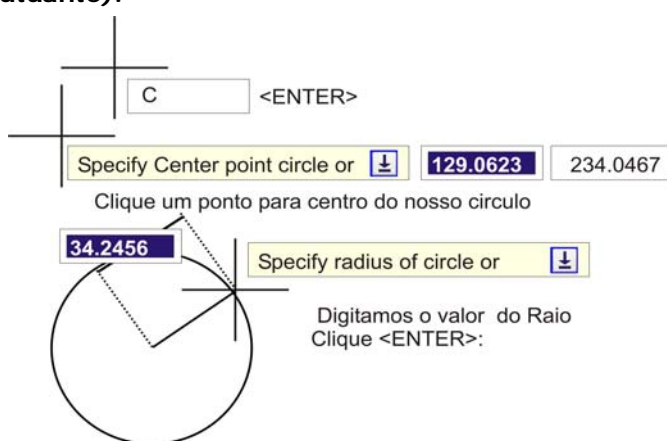 C <ENTER>
Specify Center point circle or 129.0623 234.0467
Clique um ponto para centro do nosso circulo
34.2456
Specify radius of circle or
Digitamos o valor do Raio
Clique <ENTER>: